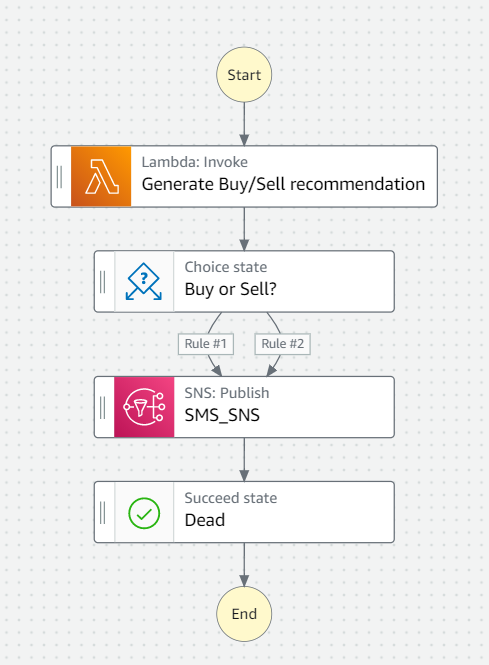 Start
Lambda: Invoke
Generate Buy/Sell recommendation
Choice state
Buy or Sell?
Rule #1
Rule #2
SNS: Publish
SMS_SNS
Succeed state
Dead
End